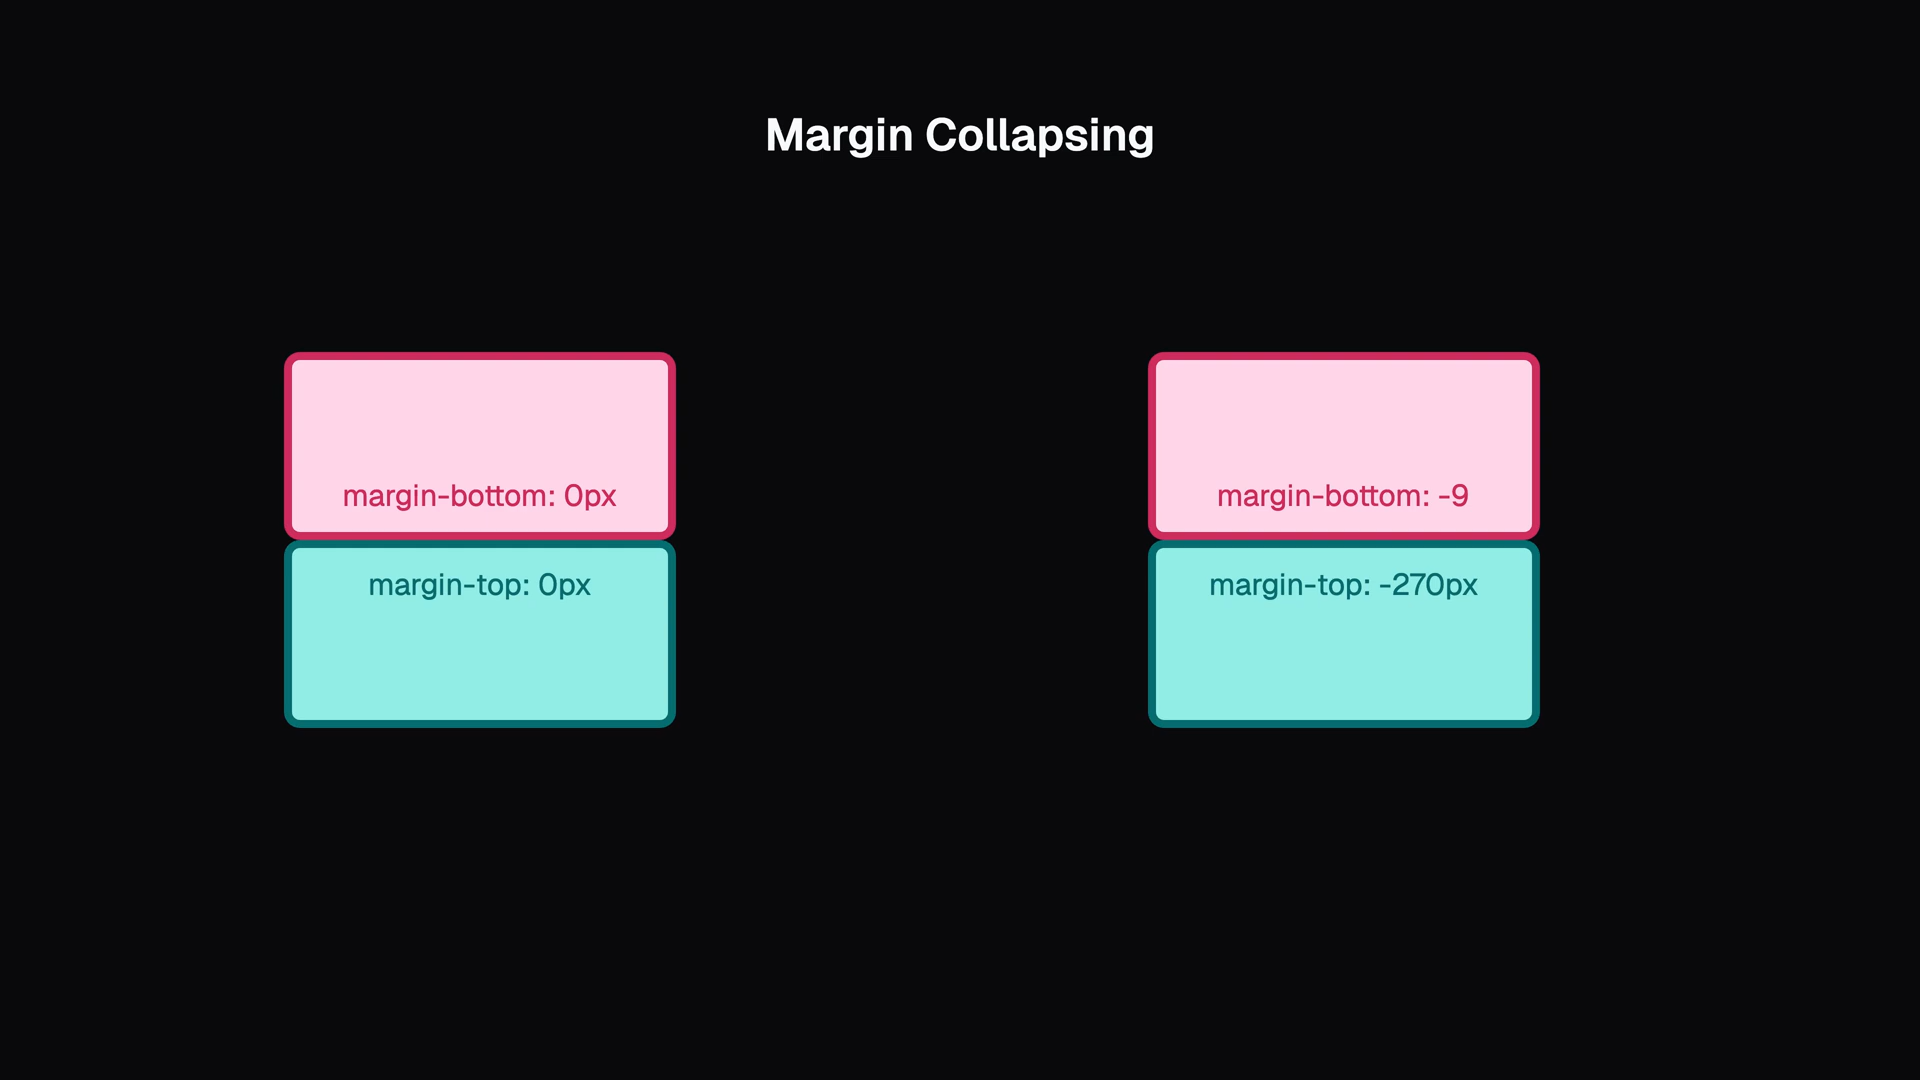 Margin Collapsing
margin-bottom: 0px
margin-top: 0px
margin-bottom: -9
margin-top: -270px